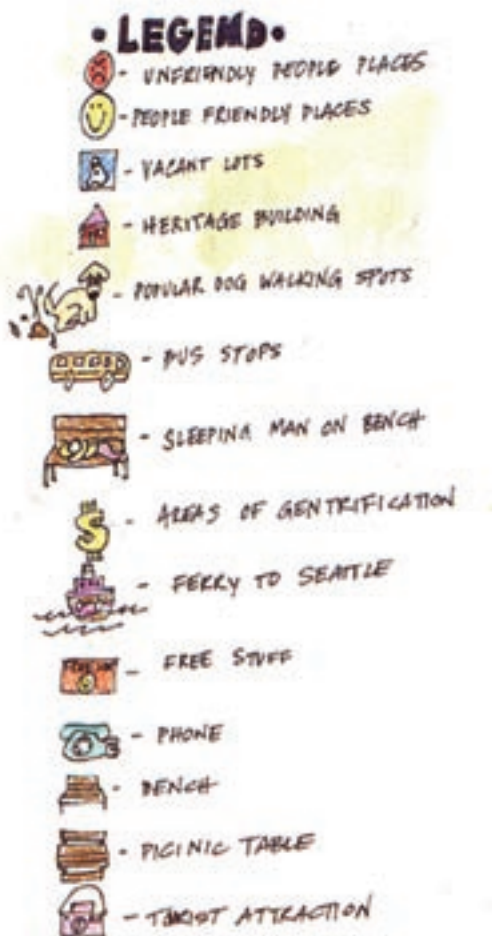 • LEGEND •
- UNFRIENDLY PEOPLE PLACES
- PEOPLE FRIENDLY PLACES
- VACANT LOTS
- HERITAGE BUILDING
- POPULAR DOG WALKING SPOTS
- BUS STOPS
- SLEEPING MAN ON BENCH
- AREAS OF GENTRIFICATION
- FERRY TO SEATTLE
- FREE STUFF
- PHONE
- BENCH
- PICINIC TABLE
- TOURIST ATTRACTION